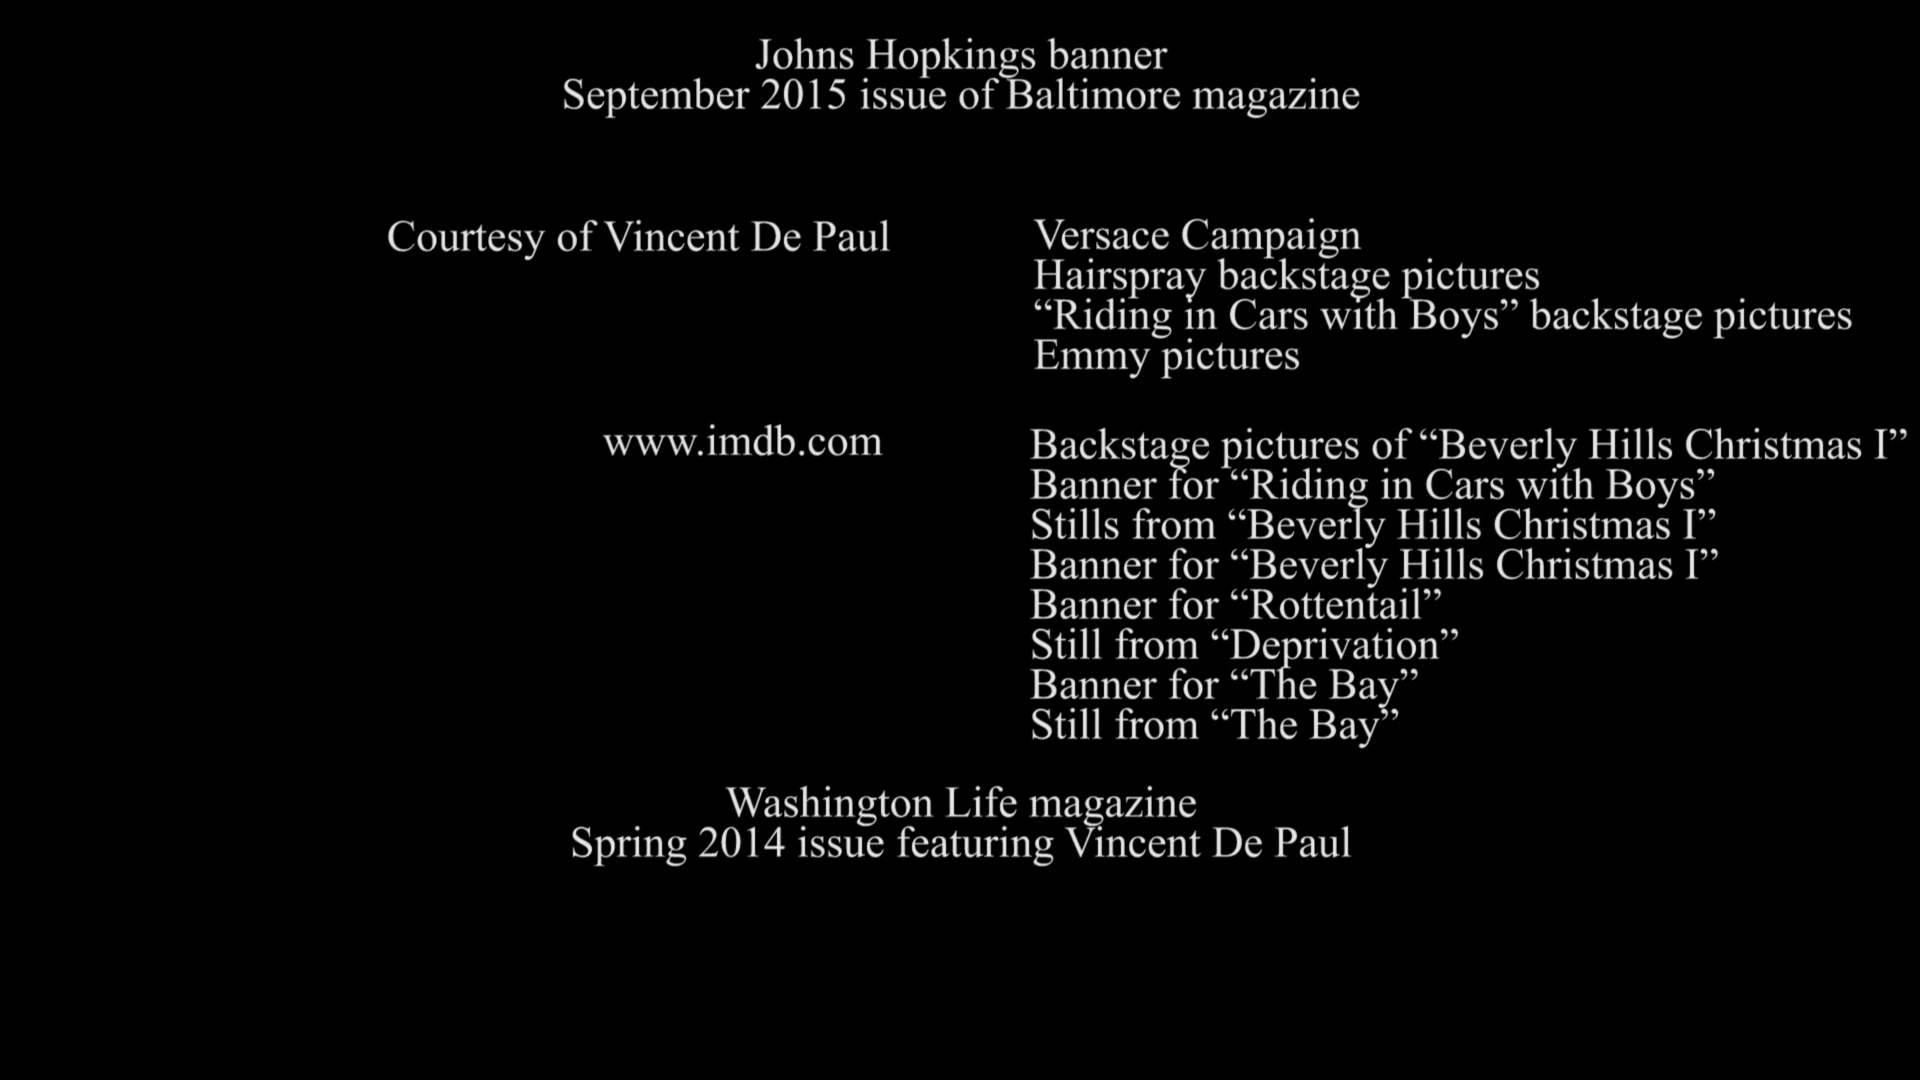 Johns Hopkings banner
September 2015 issue of Baltimore magazine
Courtesy of Vincent De Paul
Versace Campaign
Hairspray backstage pictures
“Riding in Cars with Boys” backstage pictures
Emmy pictures
www.imdb.com
Backstage pictures of “Beverly Hills Christmas I”
Banner for “Riding in Cars with Boys”
Stills from “Beverly Hills Christmas I”
Banner for “Beverly Hills Christmas I”
Banner for “Rottentail”
Still from “Deprivation”
Banner for “The Bay”
Still from “The Bay”
Washington Life magazine
Spring 2014 issue featuring Vincent De Paul